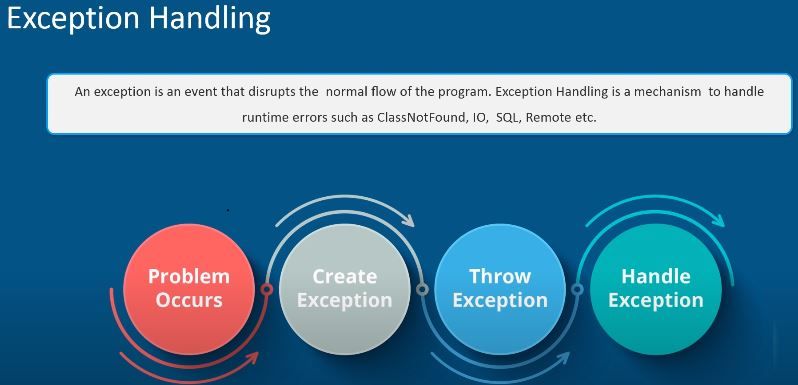 Exception Handling
An exception is an event that disrupts the normal flow of the program. Exception Handling is a mechanism to handle
runtime errors such as ClassNotFound, IO, SQL, Remote etc.
Problem
Occurs
Create
Exception
Throw
Exception
Handle
Exception